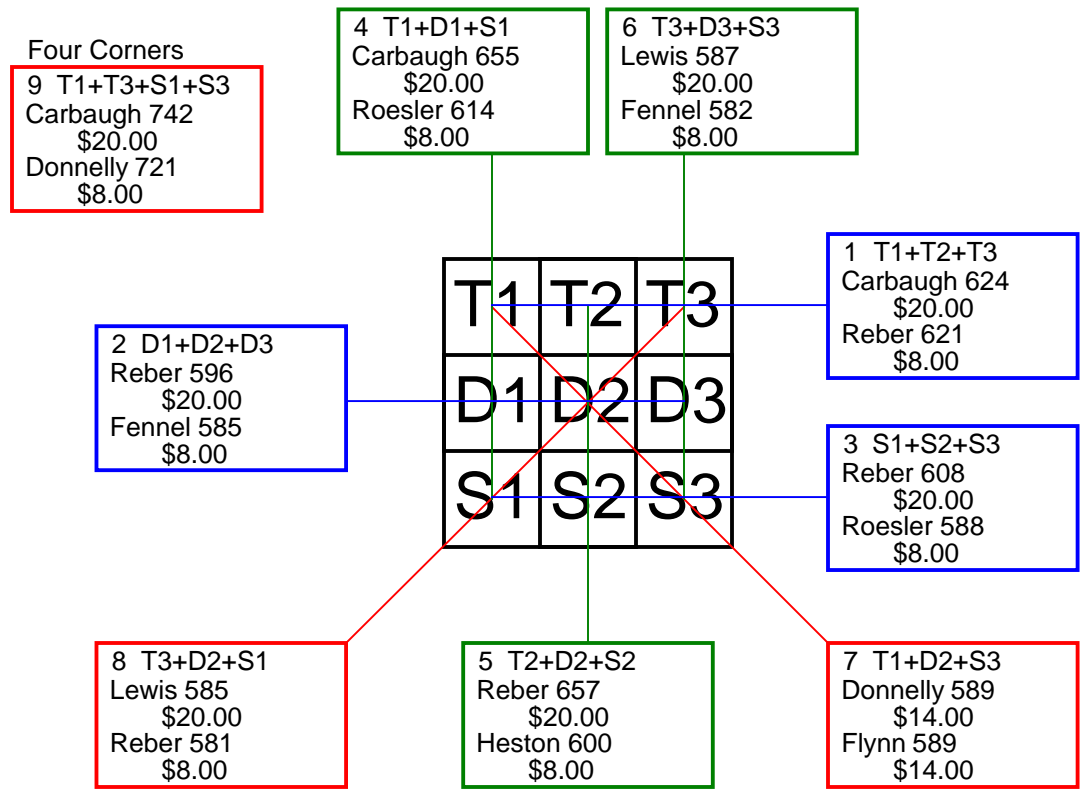 Four Corners
9 T1+T3+S1+S3
Carbaugh 742
$20.00
Donnelly 721
$8.00
4 T1+D1+S1
Carbaugh 655
$20.00
Roesler 614
$8.00
6 T3+D3+S3
Lewis 587
$20.00
Fennel 582
$8.00
1 T1+T2+T3
Carbaugh 624
$20.00
Reber 621
$8.00
T1 T2 T3
D1 D2 D3
S1 S2 S3
2 D1+D2+D3
Reber 596
$20.00
Fennel 585
$8.00
3 S1+S2+S3
Reber 608
$20.00
Roesler 588
$8.00
8 T3+D2+S1
Lewis 585
$20.00
Reber 581
$8.00
5 T2+D2+S2
Reber 657
$20.00
Heston 600
$8.00
7 T1+D2+S3
Donnelly 589
$14.00
Flynn 589
$14.00